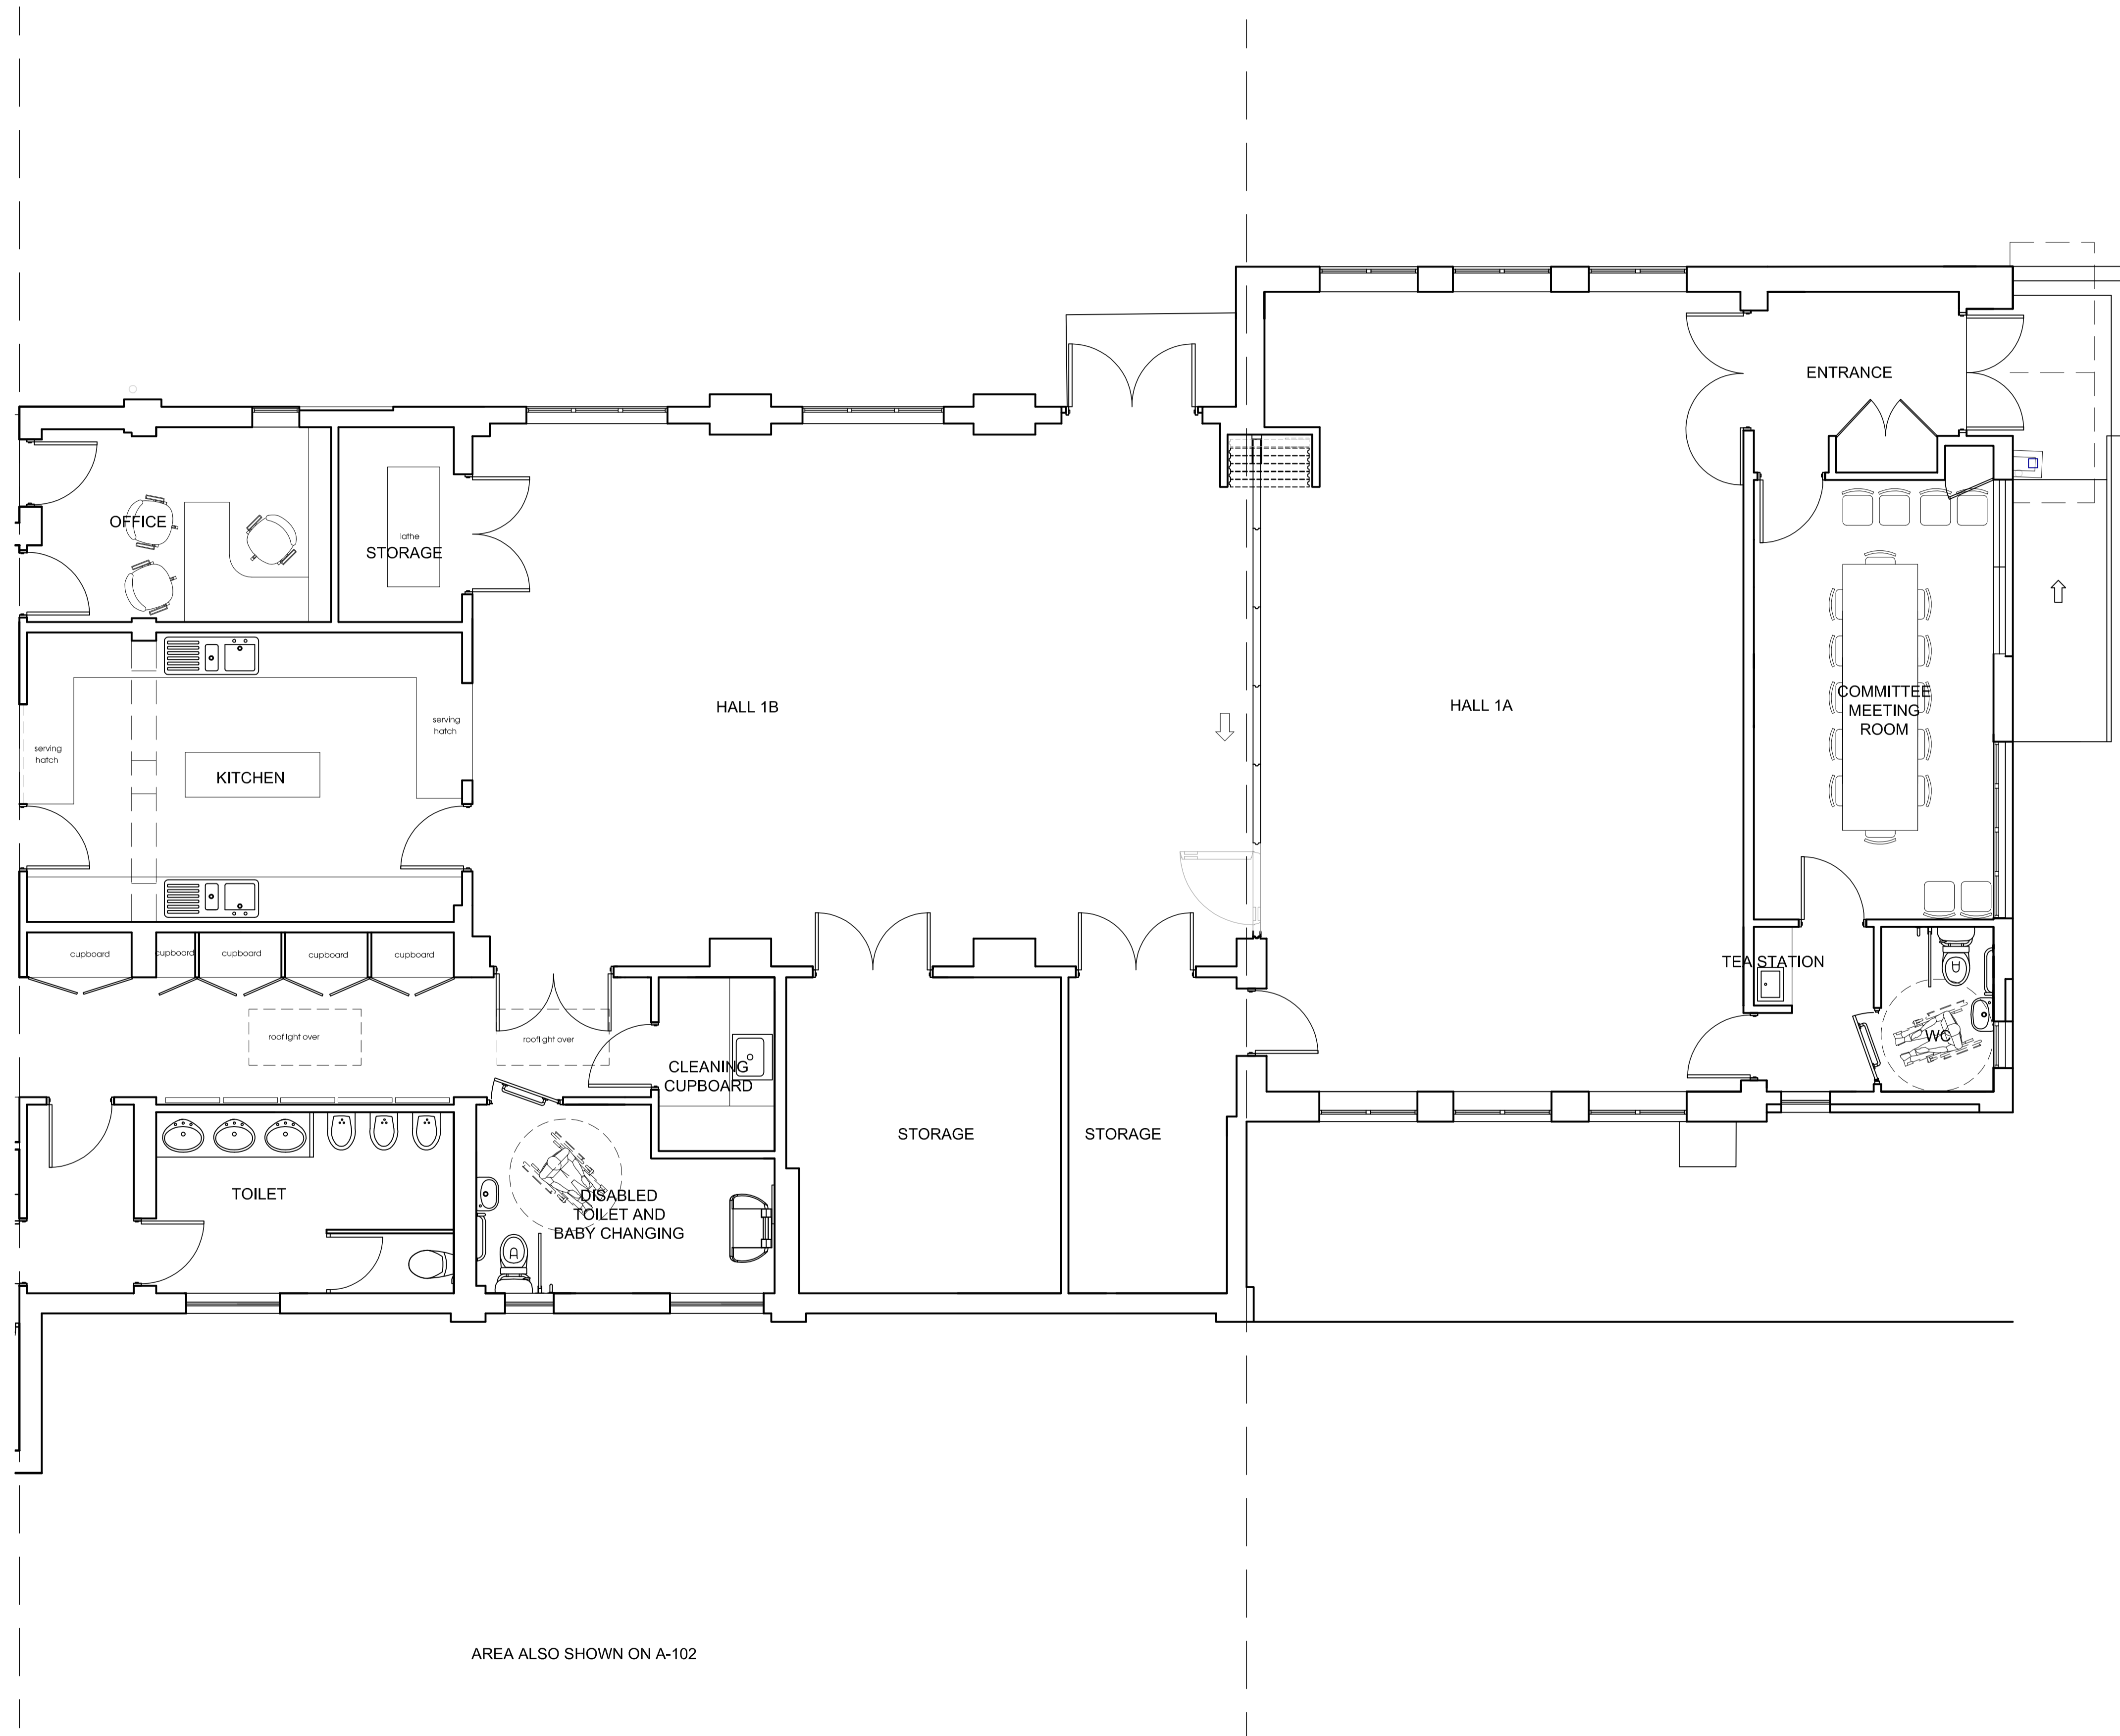 ENTRANCE
OFFICE
lathe
STORAGE
HALL 1B
HALL 1A
COMMITTEE
MEETING
ROOM
serving
hatch
serving
hatch
KITCHEN
cupboard
cupboard
cupboard
cupboard
cupboard
TEA STATION
WC
rooflight over
rooflight over
CLEANING
CUPBOARD
STORAGE
STORAGE
TOILET
DISABLED
TOILET AND
BABY CHANGING
AREA ALSO SHOWN ON A-102